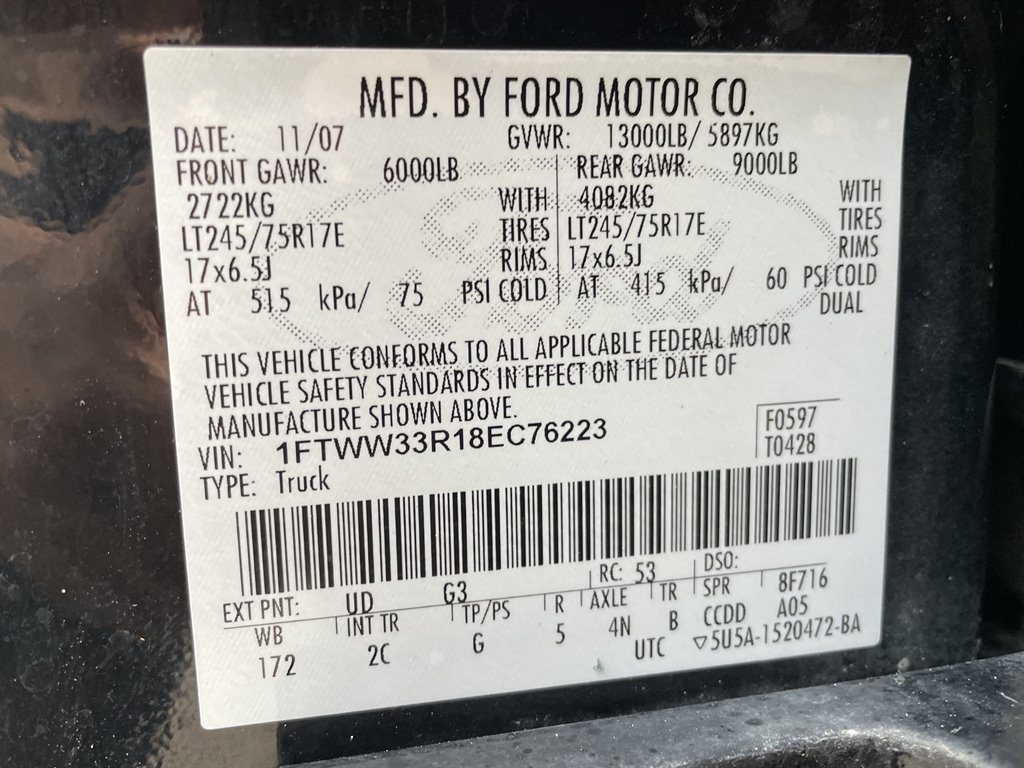 MFD. BY FORD MOTOR CO.
DATE: 11/07 GVWR: 13000LB/ 5897KG
FRONT GAWR: 6000LB REAR GAWR: 9000LB
2722KG WITH 4082KG WITH
LT245/75R17E TIRES LT245/75R17E TIRES
17x6.5J RIMS 17x6.5J RIMS
AT 515 kPa/ 75 PSI COLD AT 415 kPa/ 60 PSI COLD
DUAL
THIS VEHICLE CONFORMS TO ALL APPLICABLE FEDERAL MOTOR
VEHICLE SAFETY STANDARDS IN EFFECT ON THE DATE OF
MANUFACTURE SHOWN ABOVE.
VIN: 1FTWW33R18EC76223 F0597
TYPE: Truck T0428
EXT PNT: UD G3 RC: 53 DSO:
WB INT TR TP/PS R AXLE TR SPR 8F716
172 2C G 5 4N B CCDD A05
UTC ▽5U5A-1520472-BA
Ford